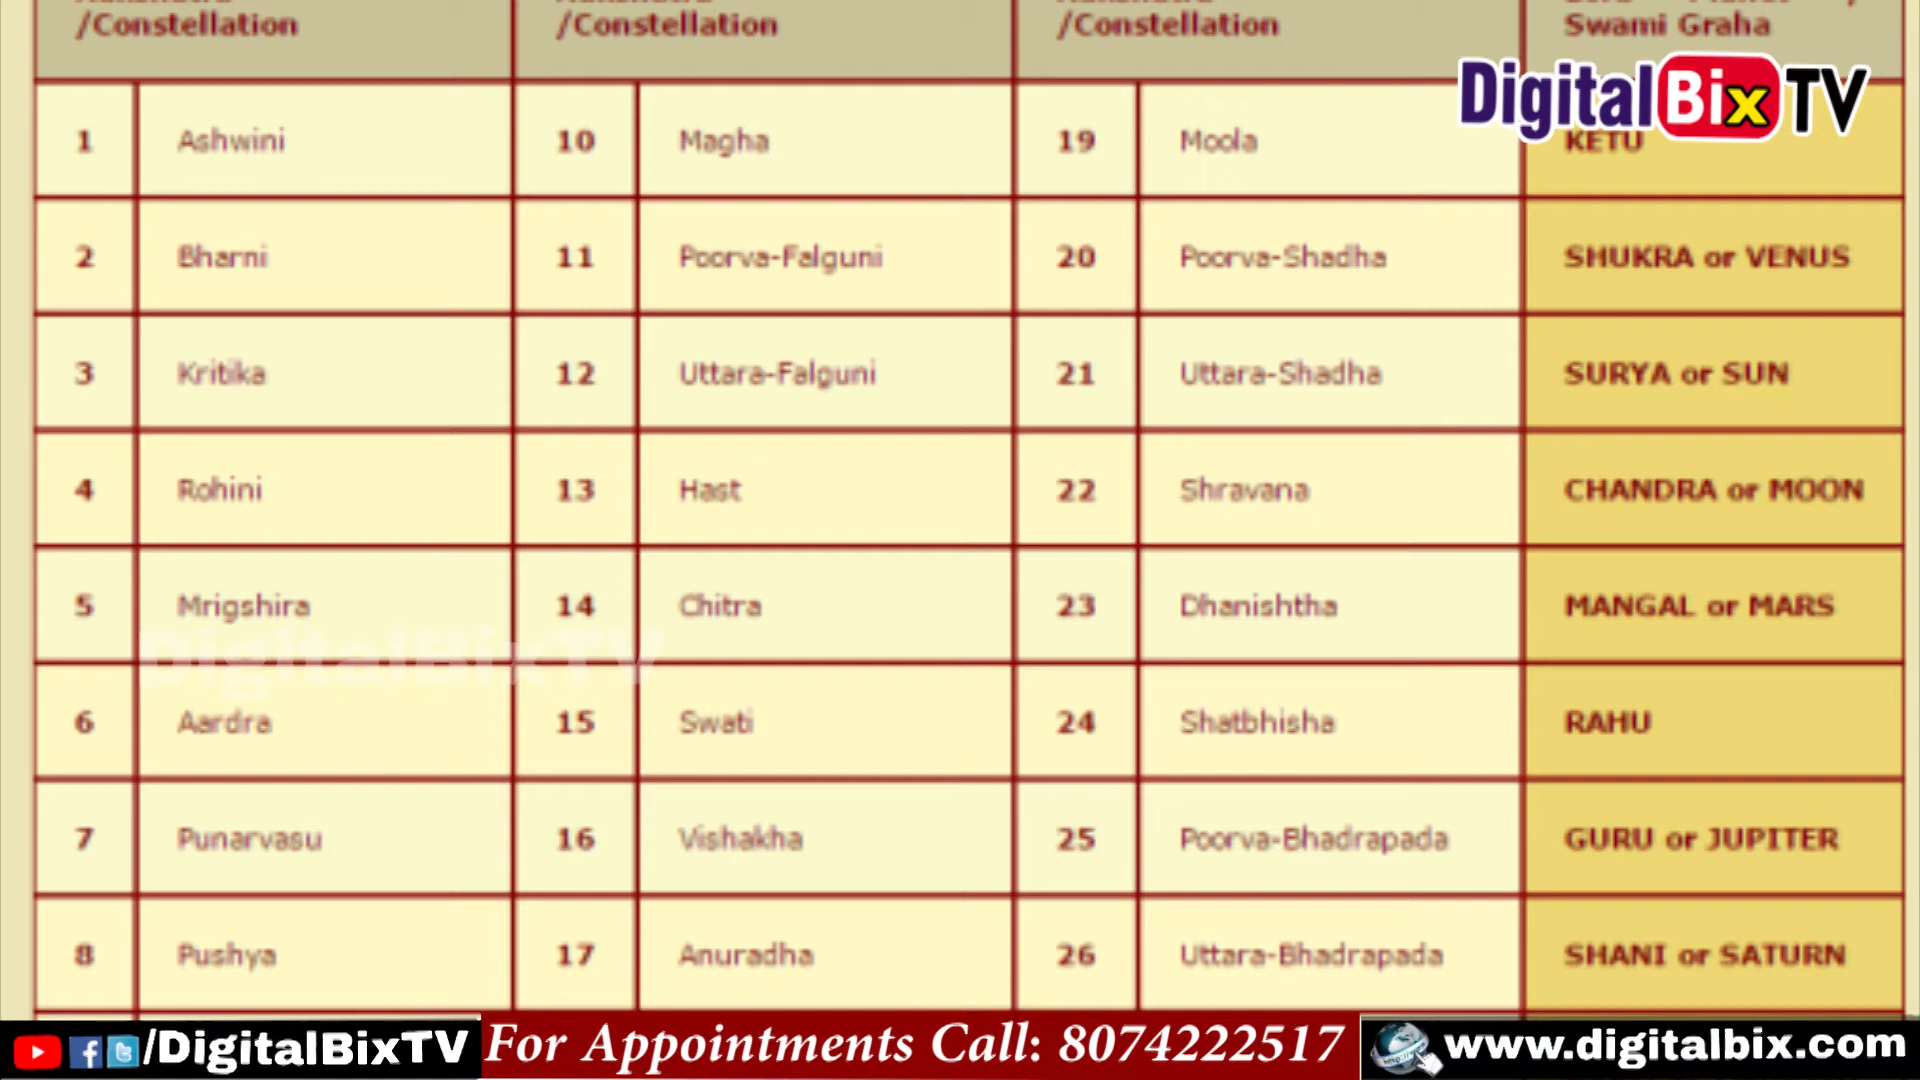 /Constellation /Constellation /Constellation Swami Graha
DigitalBixTV
1 Ashwini 10 Magha 19 Moola KETU
2 Bharni 11 Poorva-Falguni 20 Poorva-Shadha SHUKRA or VENUS
3 Kritika 12 Uttara-Falguni 21 Uttara-Shadha SURYA or SUN
4 Rohini 13 Hast 22 Shravana CHANDRA or MOON
5 Mrigshira 14 Chitra 23 Dhanishtha MANGAL or MARS
DigitalBixTV
6 Aardra 15 Swati 24 Shatbhisha RAHU
7 Punarvasu 16 Vishakha 25 Poorva-Bhadrapada GURU or JUPITER
8 Pushya 17 Anuradha 26 Uttara-Bhadrapada SHANI or SATURN
/DigitalBixTV For Appointments Call: 8074222517 www.digitalbix.com